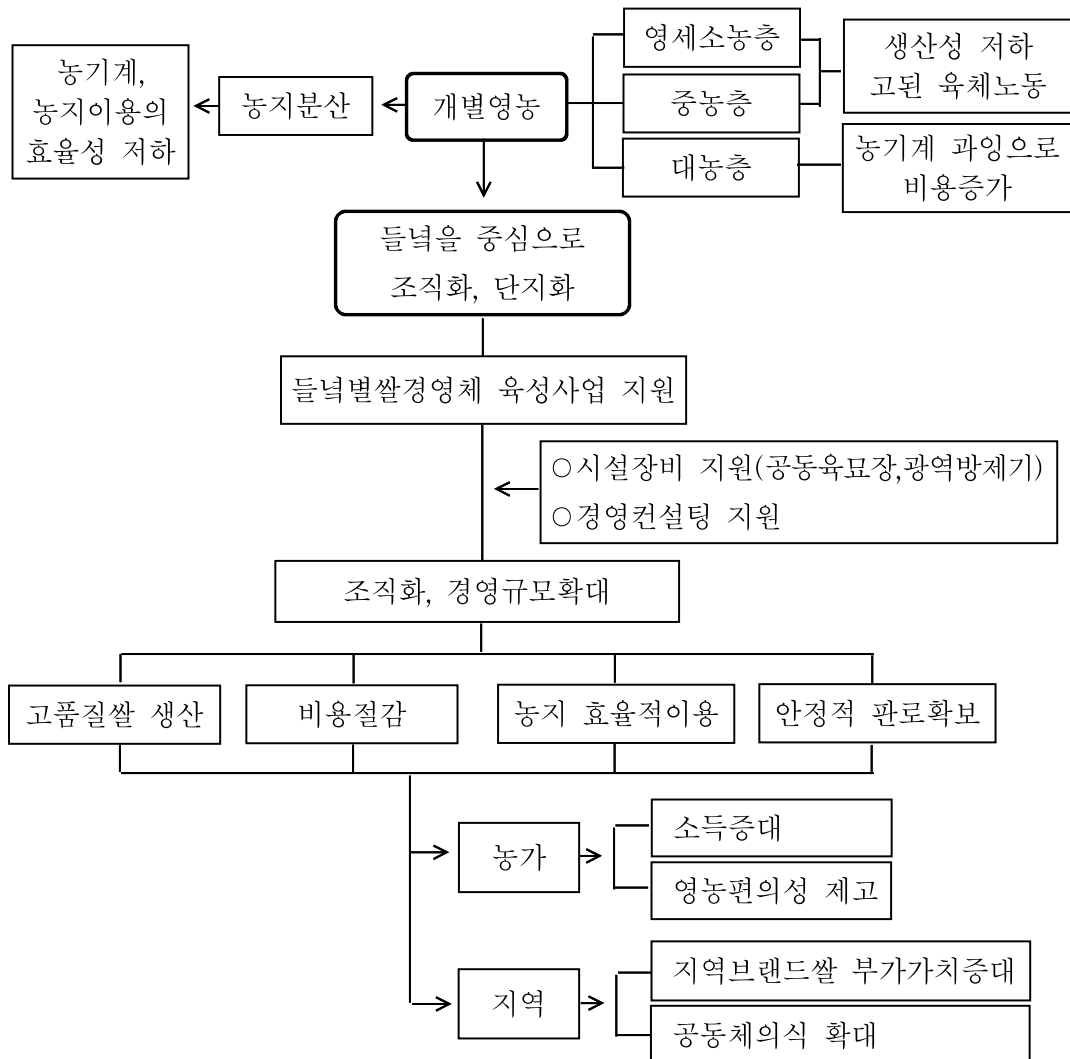 농기계,
농지이용의
효율성 저하
농지분산
개별영농
영세소농층
중농층
대농층
생산성 저하
고된 육체노동
농기계 과잉으로
비용증가
들녘을 중심으로
조직화, 단지화
들녘별쌀경영체 육성사업 지원
○시설장비 지원(공동육묘장,광역방제기)
○경영컨설팅 지원
조직화, 경영규모확대
고품질쌀 생산
비용절감
농지 효율적이용
안정적 판로확보
농가
소득증대
영농편의성 제고
지역
지역브랜드쌀 부가가치증대
공동체의식 확대